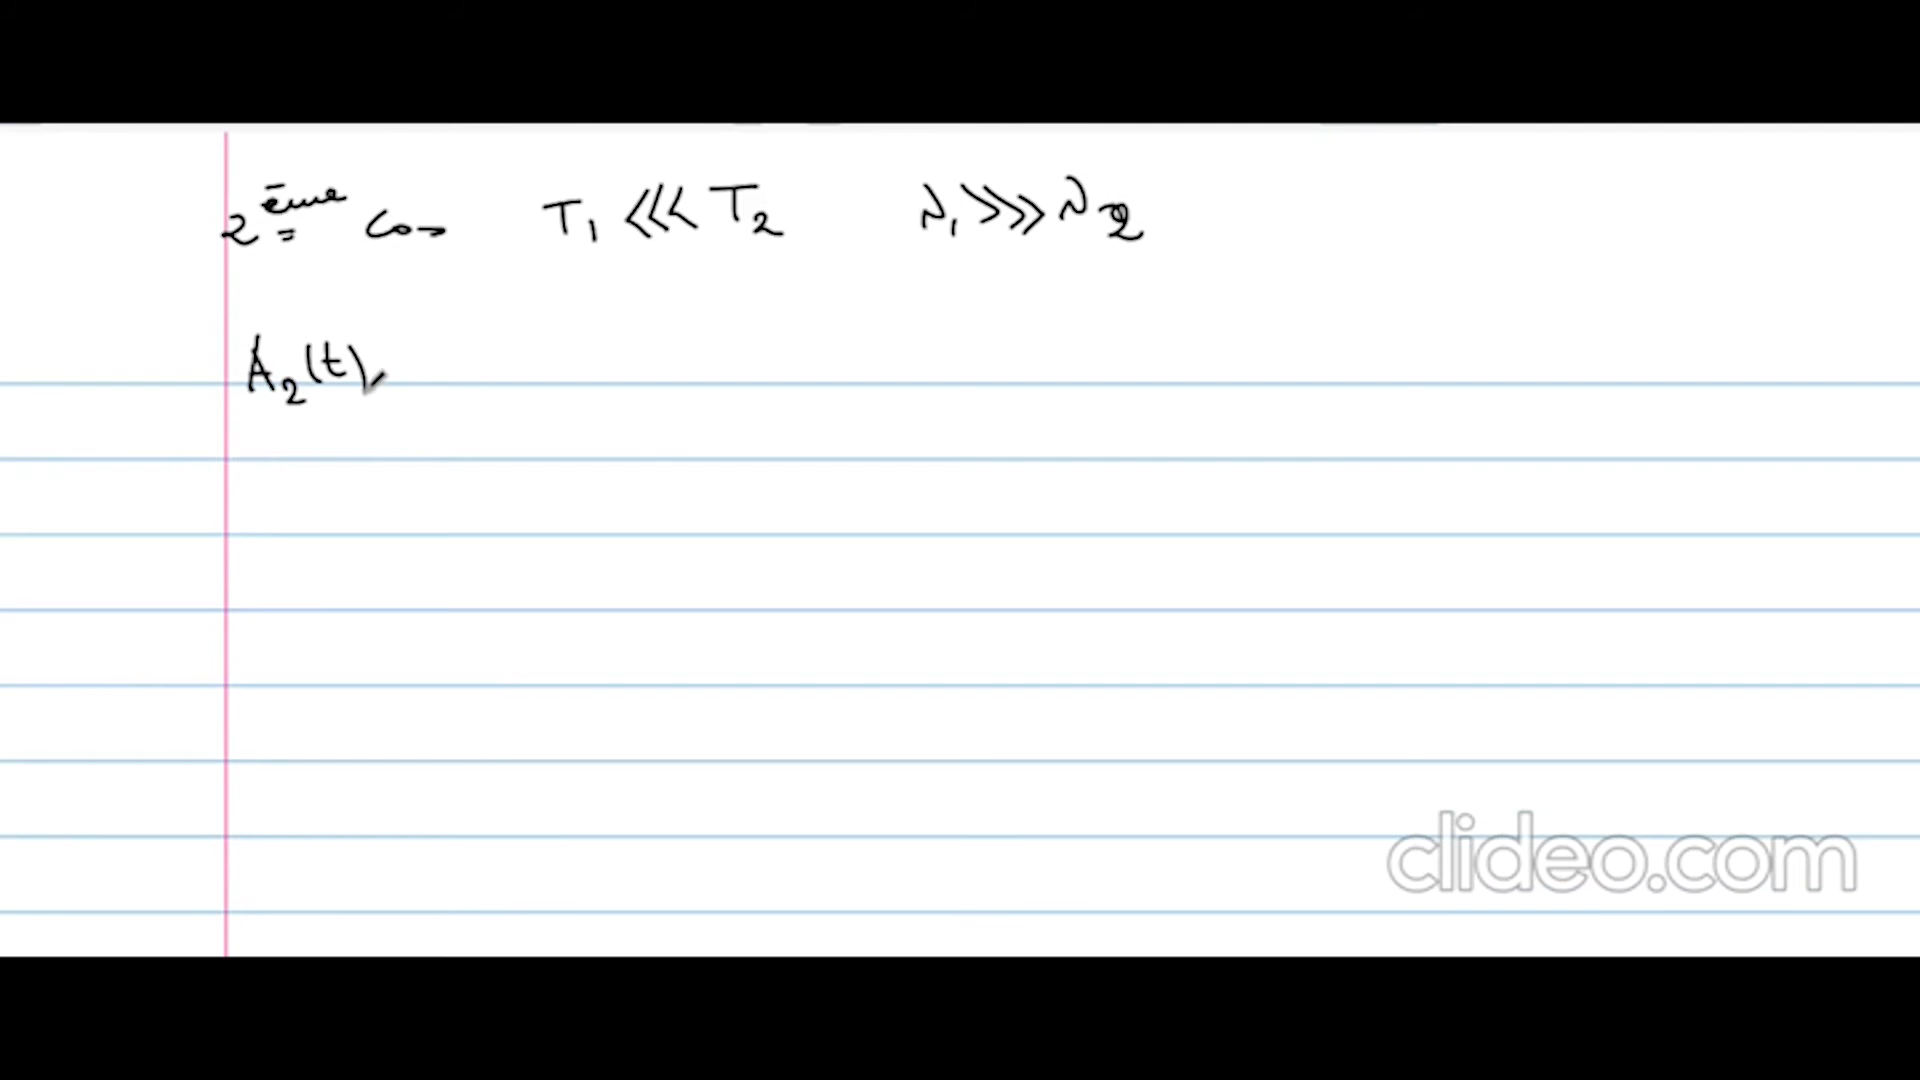 2ème cas T₁ <<< T₂ λ₁ >>> λ₂
A₂(t)
clideo.com